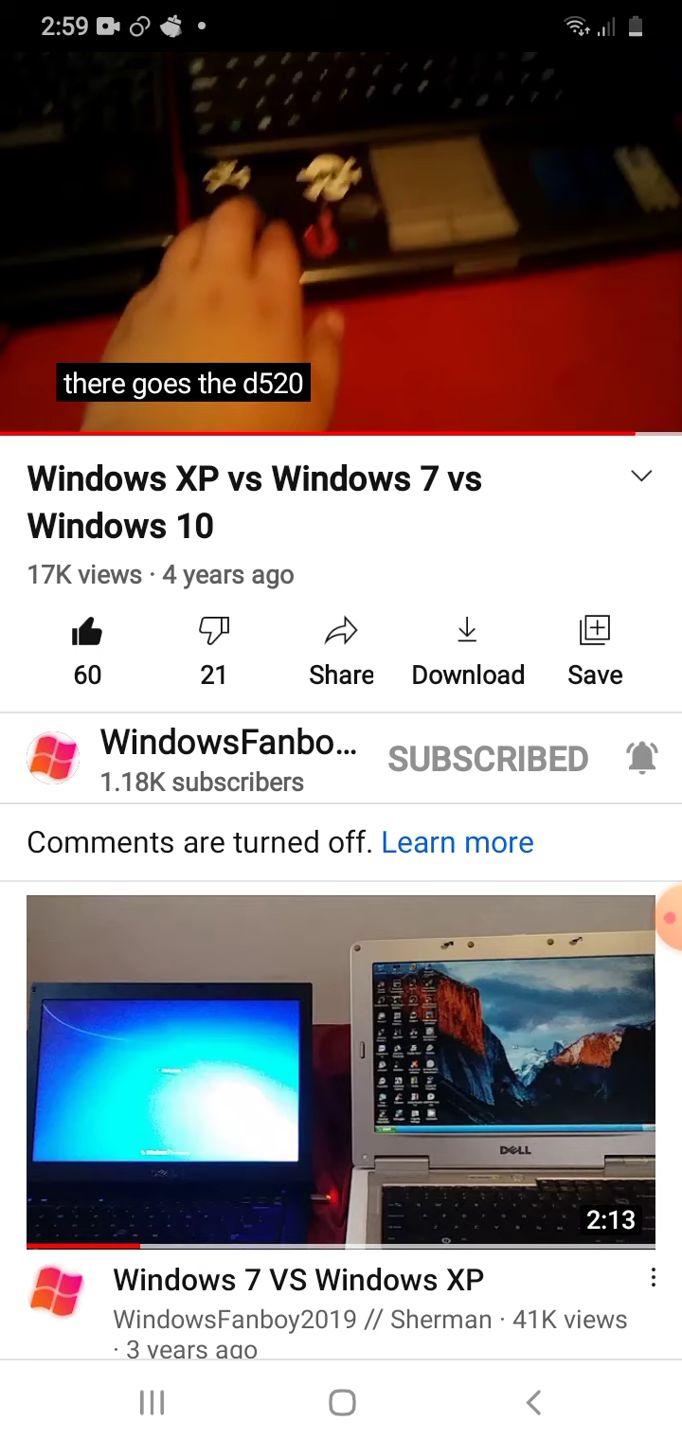 2:59
there goes the d520
Windows XP vs Windows 7 vs
Windows 10
17K views · 4 years ago
60
21
Share
Download
Save
WindowsFanbo...
SUBSCRIBED
1.18K subscribers
Comments are turned off. Learn more
DELL
2:13
Windows 7 VS Windows XP
WindowsFanboy2019 // Sherman · 41K views
· 3 years ago